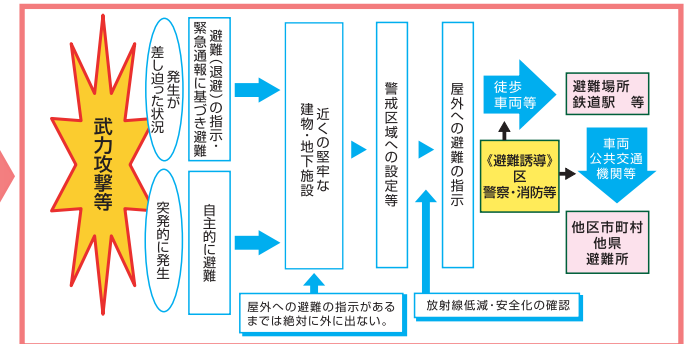 武力攻撃等
発生が
差し迫った状況
避難（退避）の指示・
緊急通報に基づき避難
突発的に発生
自主的に避難
近くの堅牢な
建物・地下施設
屋外への避難の指示がある
までは絶対に外に出ない。
警戒区域への設定等
放射線低減・安全化の確認
屋外への避難の指示
徒歩
車両等
避難場所
鉄道駅　等
《避難誘導》
区
警察・消防等
車両
公共交通
機関等
他区市町村
他県
避難所